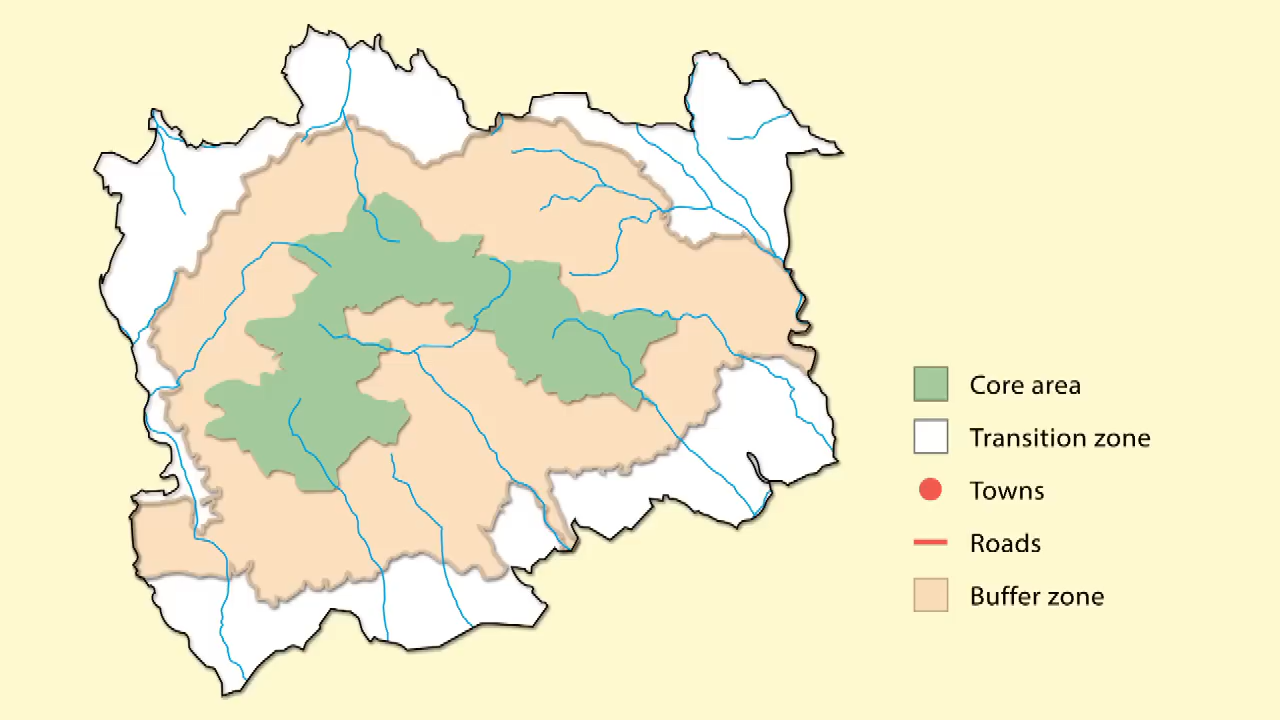 Core area
Transition zone
Towns
Roads
Buffer zone